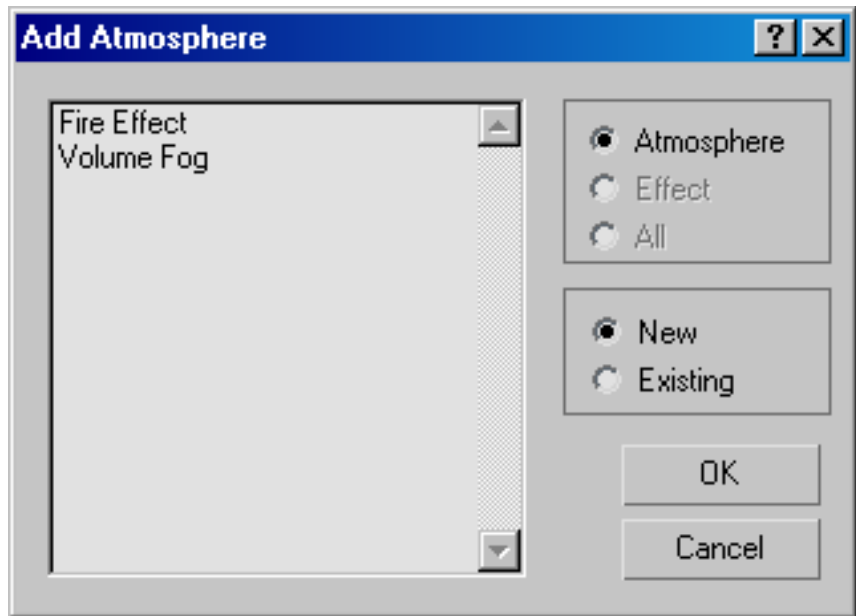 Add Atmosphere
Fire Effect
Volume Fog
Atmosphere
Effect
All
New
Existing
OK
Cancel